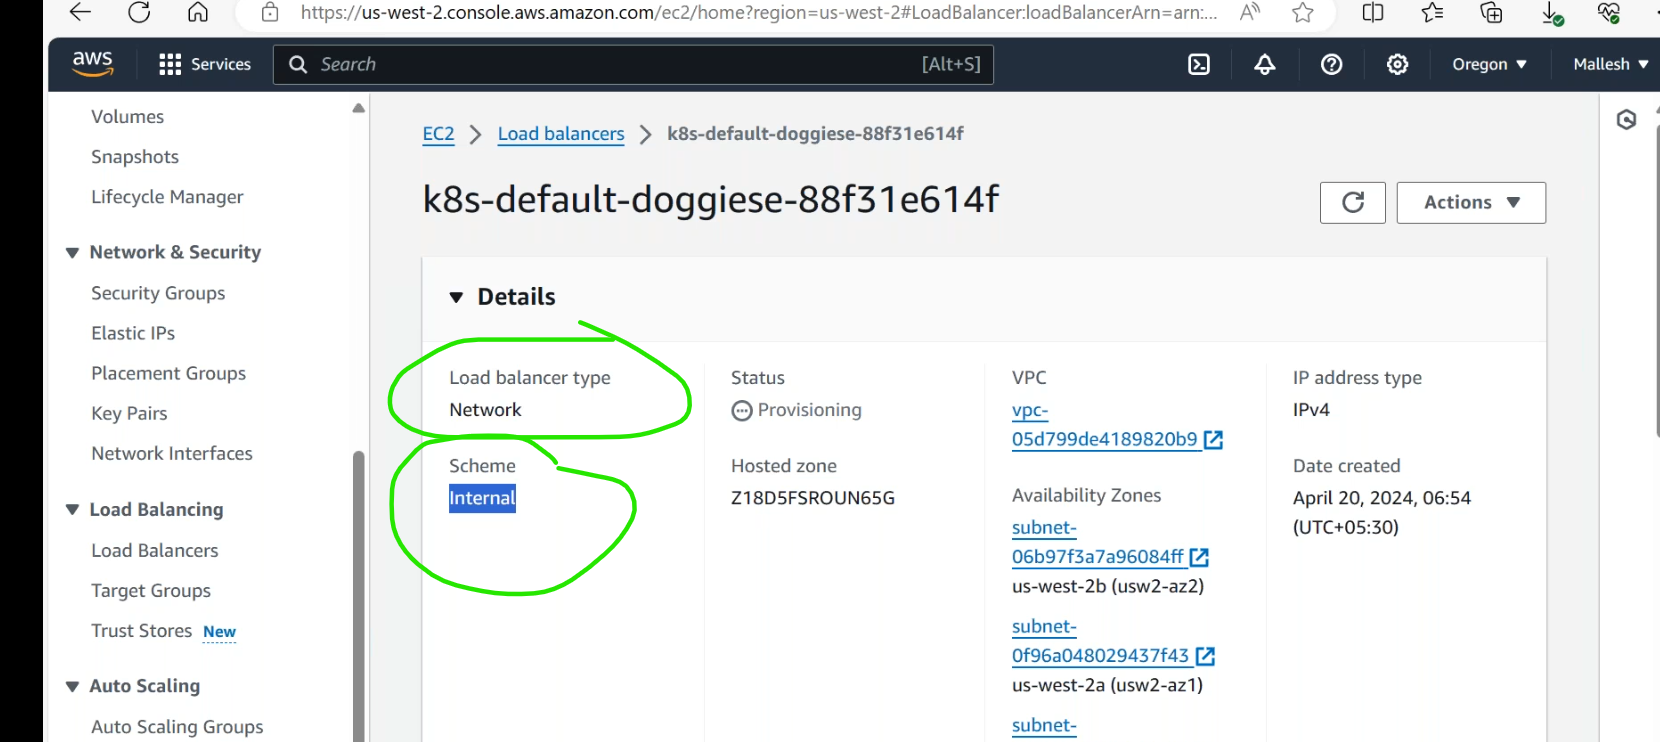 https://us-west-2.console.aws.amazon.com/ec2/home?region=us-west-2#LoadBalancer:loadBalancerArn=arn:...
aws
Services
Search
[Alt+S]
Oregon
Mallesh
Volumes
Snapshots
Lifecycle Manager
Network & Security
Security Groups
Elastic IPs
Placement Groups
Key Pairs
Network Interfaces
Load Balancing
Load Balancers
Target Groups
Trust Stores New
Auto Scaling
Auto Scaling Groups
EC2 > Load balancers > k8s-default-doggiese-88f31e614f
k8s-default-doggiese-88f31e614f
Actions
Details
Load balancer type
Network
Scheme
Internal
Status
Provisioning
Hosted zone
Z18D5FSROUN65G
VPC
vpc-
05d799de4189820b9
Availability Zones
subnet-
06b97f3a7a96084ff
us-west-2b (usw2-az2)
subnet-
0f96a048029437f43
us-west-2a (usw2-az1)
subnet-
IP address type
IPv4
Date created
April 20, 2024, 06:54
(UTC+05:30)